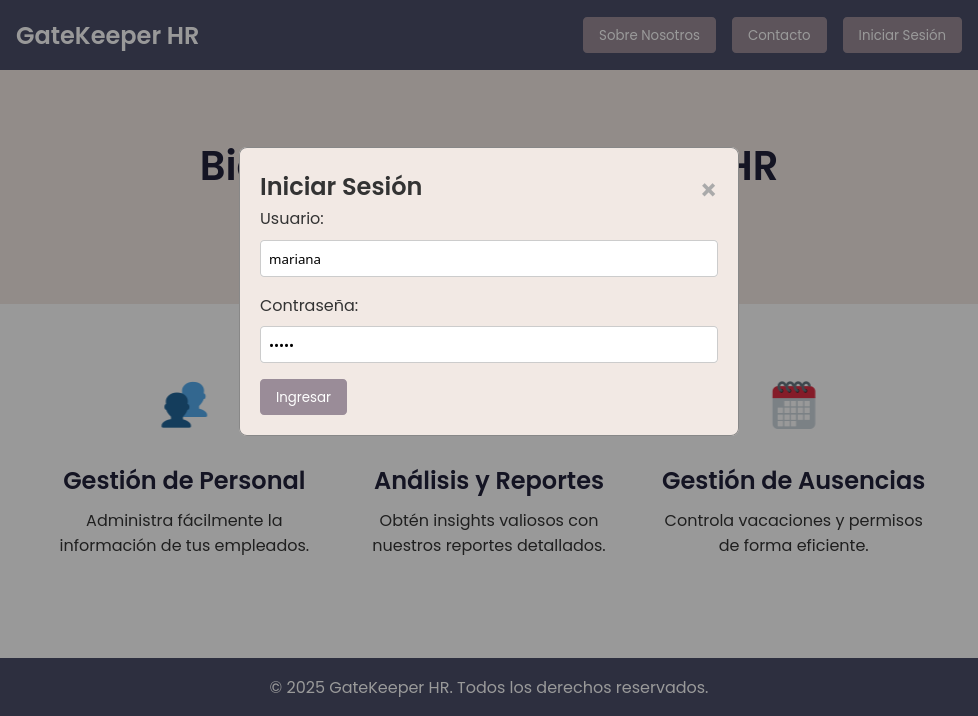 GateKeeper HR
Sobre Nosotros
Contacto
Iniciar Sesión
HR
Iniciar Sesión
×
Usuario:
mariana
Contraseña:
•••••
Ingresar
Gestión de Personal
Administra fácilmente la
información de tus empleados.
Análisis y Reportes
Obtén insights valiosos con
nuestros reportes detallados.
Gestión de Ausencias
Controla vacaciones y permisos
de forma eficiente.
© 2025 GateKeeper HR. Todos los derechos reservados.